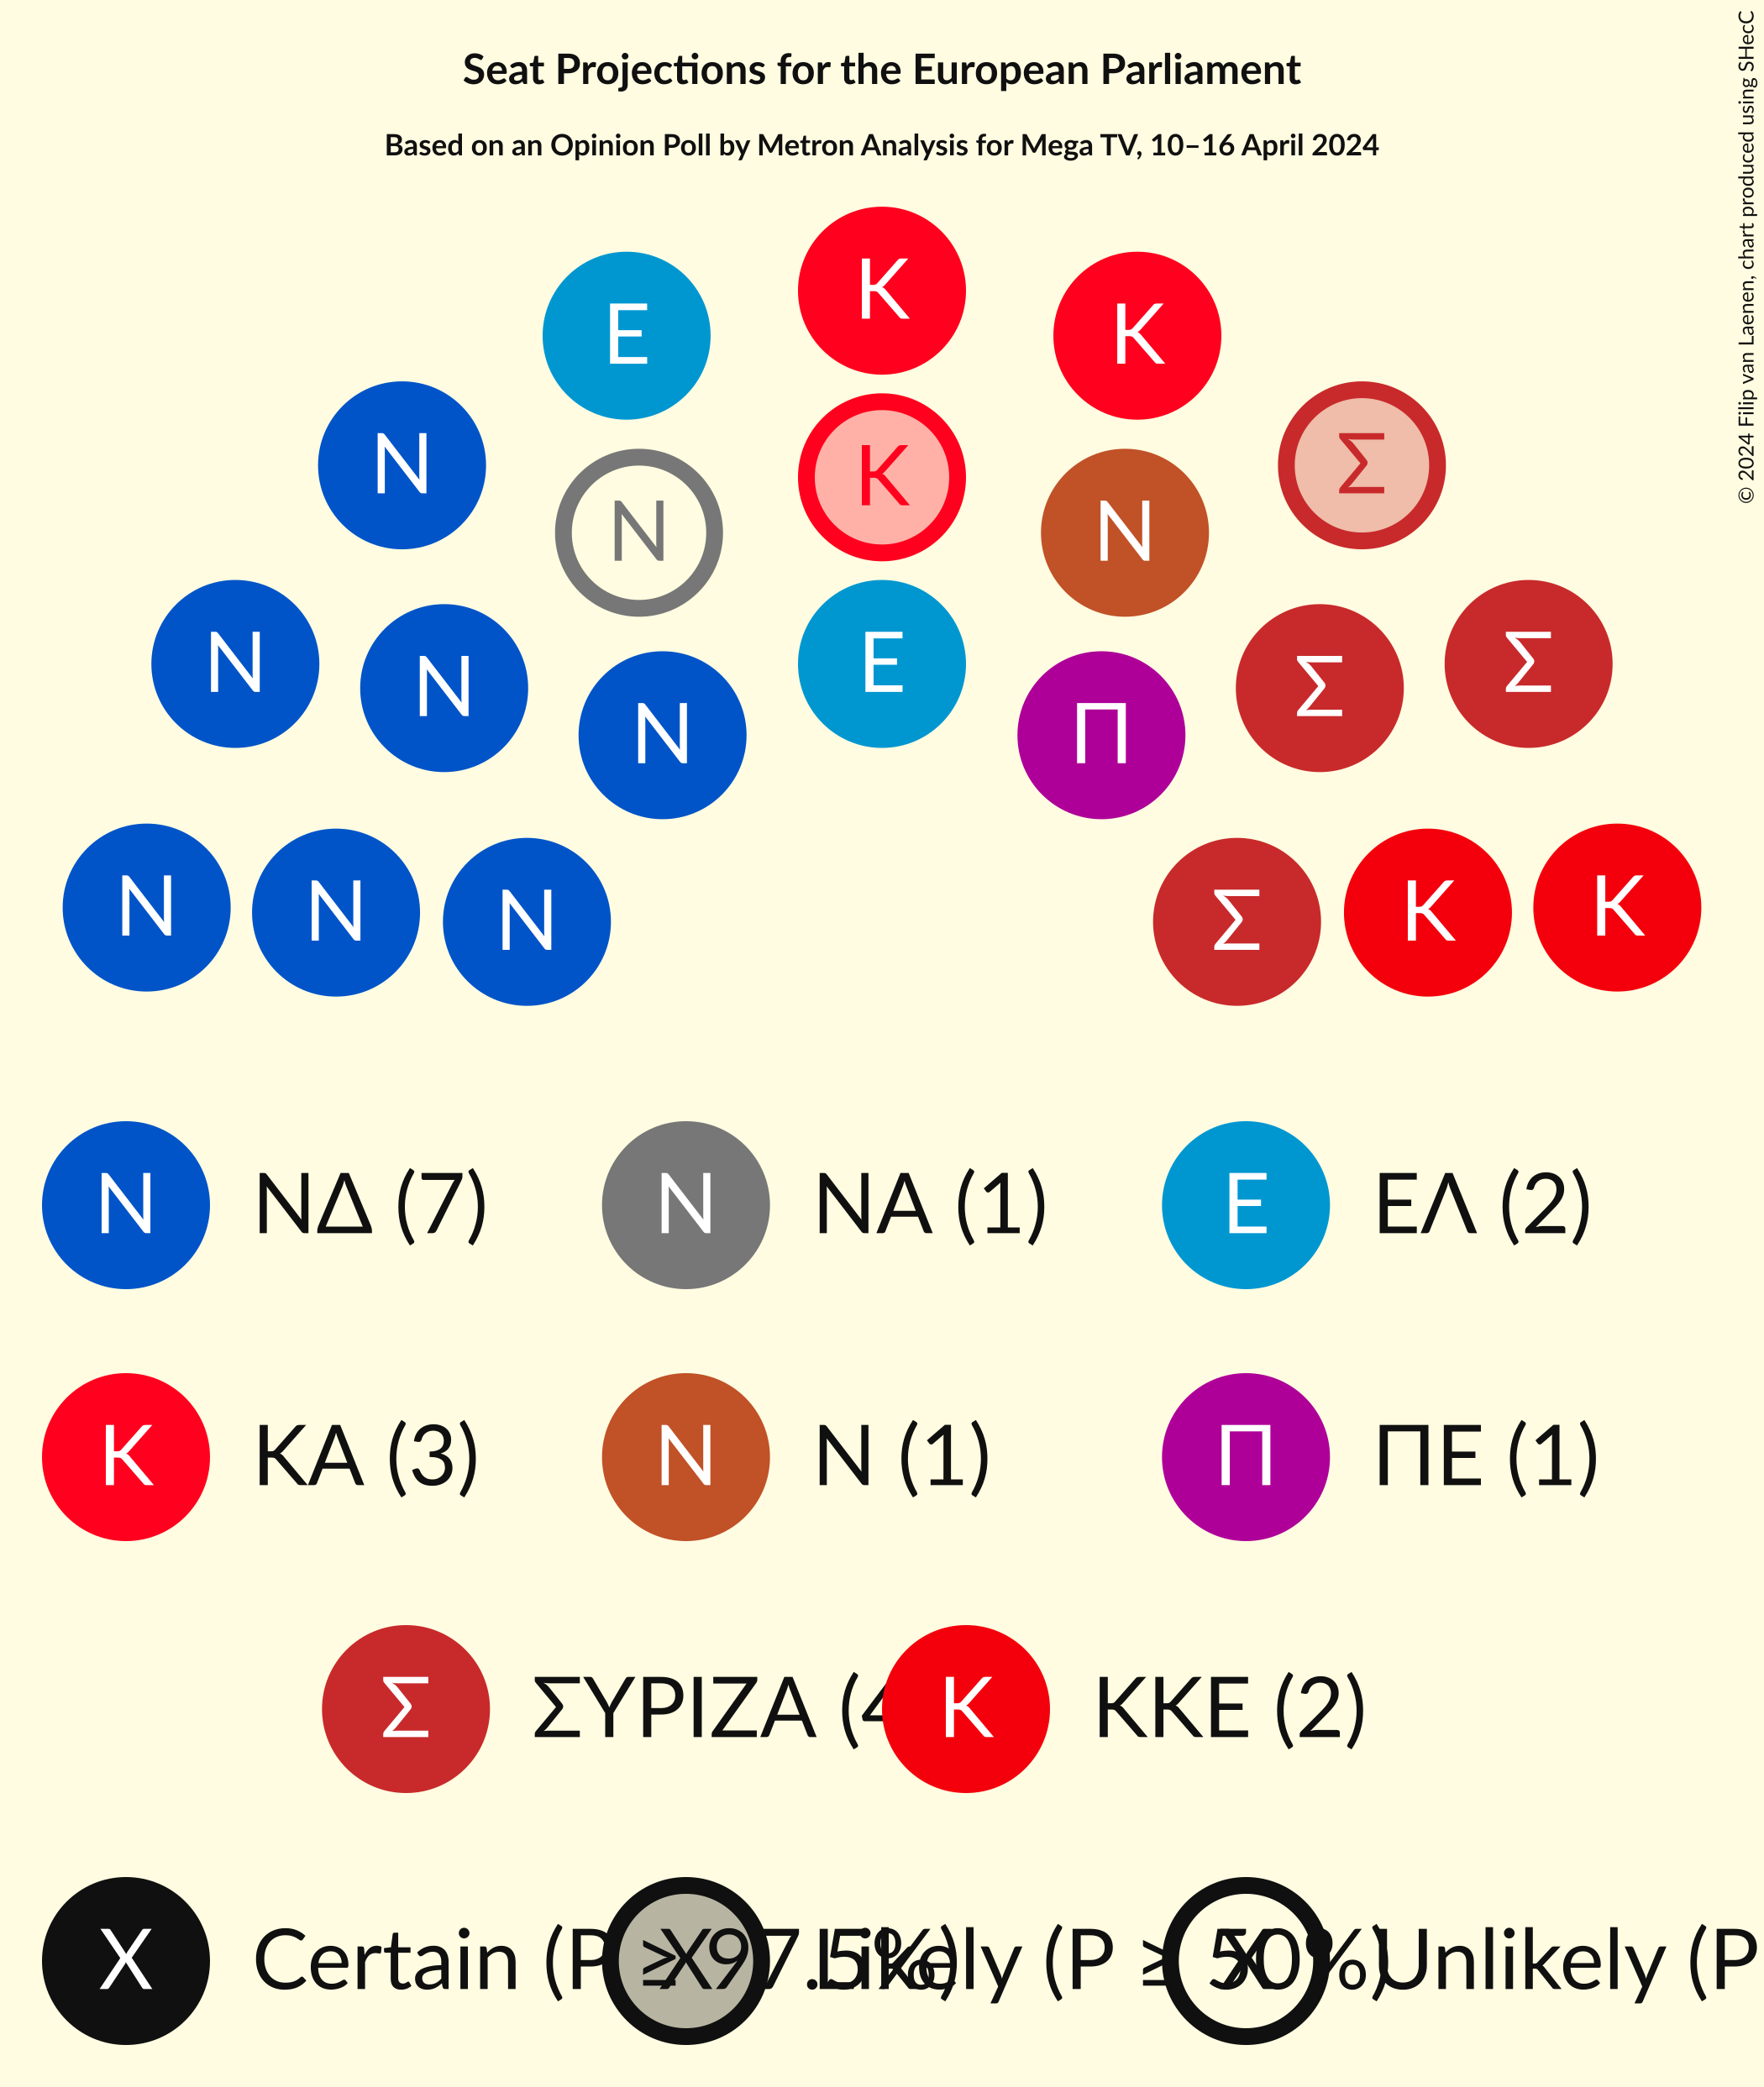 Seat Projections for the European Parliament
Based on an Opinion Poll by Metron Analysis for Mega TV, 10–16 April 2024
© 2024 Filip van Laenen, chart produced using SHecC
Κ
Ε Κ
Ν Σ
Κ
Ν Ν
Ν Ε Σ
Ν Σ
Ν Π
Ν Κ
Ν Κ
Ν Σ
Ν ΝΔ (7) Ν ΝΑ (1) Ε ΕΛ (2)
Κ ΚΑ (3) Ν Ν (1) Π ΠΕ (1)
Σ ΣΥΡΙΖΑ (4 Κ ΚΚΕ (2)
X Certain (P ≥ 97.5%) X Likely (P ≥ 50%) X Unlikely (P